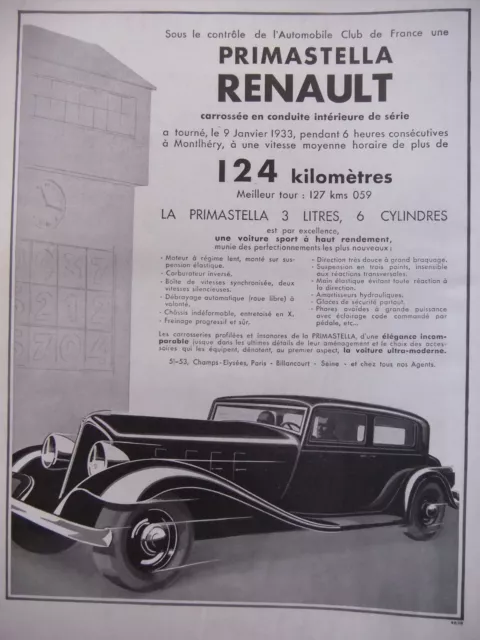 Sous le contrôle de l'Automobile Club de France une
PRIMASTELLA
RENAULT
carrossée en conduite intérieure de série
a tourné, le 9 Janvier 1933, pendant 6 heures consécutives
à Montlhéry, à une vitesse moyenne horaire de plus de
124 kilomètres
Meilleur tour : 127 kms 059
LA PRIMASTELLA 3 LITRES, 6 CYLINDRES
est par excellence,
une voiture sport à haut rendement,
munie des perfectionnements les plus nouveaux :
- Moteur à régime lent, monté sur suspension élastique.
- Carburateur inversé.
- Boîte de vitesses synchronisée, deux vitesses silencieuses.
- Débrayage automatique (roue libre) à volonté.
- Châssis indéformable, entretoisé en X.
- Freinage progressif et sûr.
- Direction très douce à grand braquage.
- Suspension en trois points, insensible aux réactions transversales.
- Main élastique évitant toute réaction à la direction.
- Amortisseurs hydrauliques.
- Glaces de sécurité partout.
- Phares avoidés à grande puissance avec éclairage code commandé par pédale, etc...
Les carrosseries profilées et linsonores de la PRIMASTELLA, d'une élégance incomparable jusque dans les ultimes détails de leur aménagement et le choix des accessoires qui les équipent, dénotent, au premier aspect, la voiture ultra-moderne.
51-53, Champs-Elysées, Paris - Billancourt - Seine - et chez tous nos Agents.